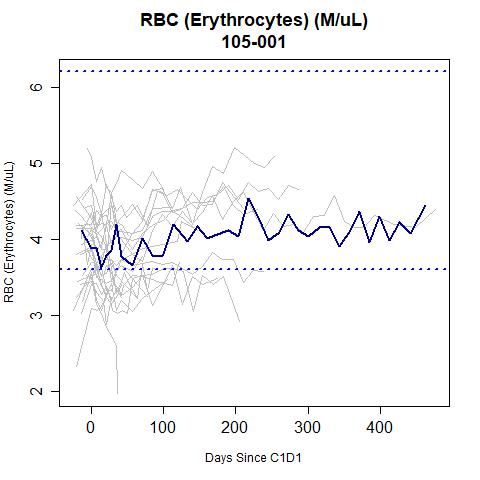 RBC (Erythrocytes) (M/uL)
105-001
RBC (Erythrocytes) (M/uL)
6
5
4
3
2
0 100 200 300 400
Days Since C1D1